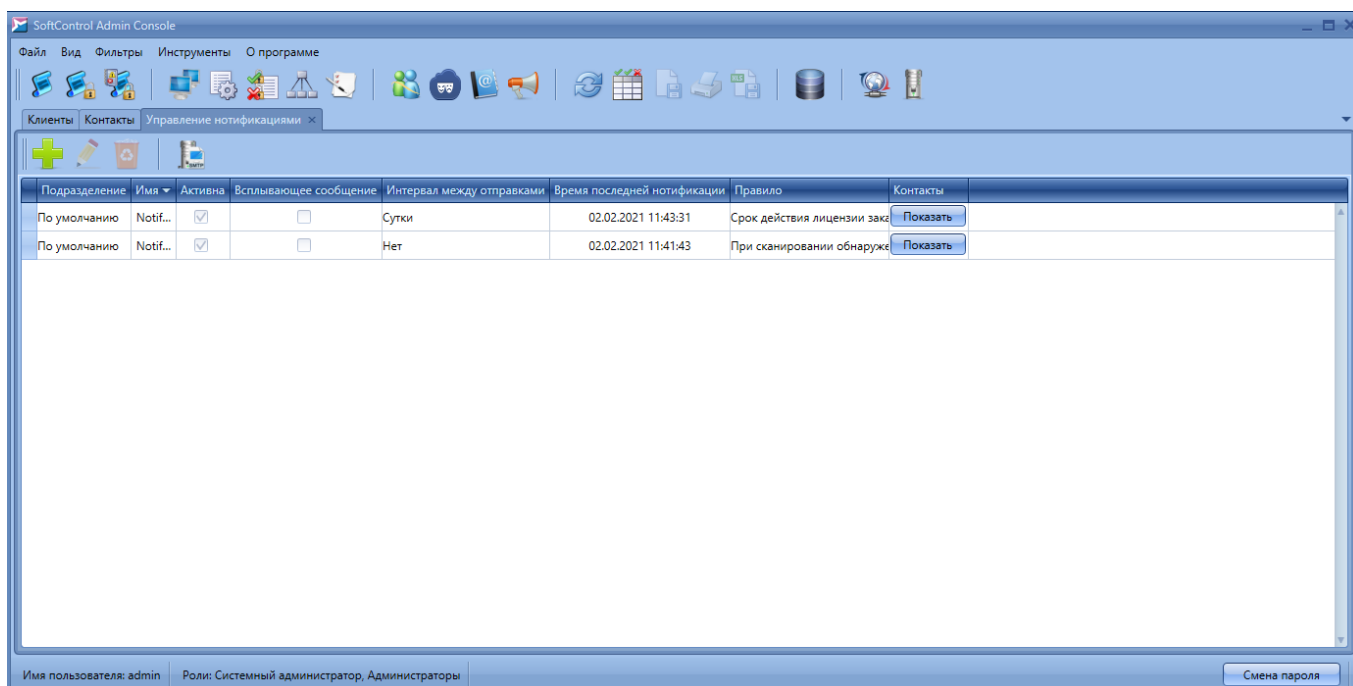 SoftControl Admin Console
Файл Вид Фильтры Инструменты О программе
Клиенты Контакты Управление нотификациями ×
SMTP
Подразделение Имя Активна Всплывающее сообщение Интервал между отправками Время последней нотификации Правило Контакты
По умолчанию Notif... Сутки 02.02.2021 11:43:31 Срок действия лицензии зака Показать
По умолчанию Notif... Нет 02.02.2021 11:41:43 При сканировании обнаруже Показать
Имя пользователя: admin Роли: Системный администратор, Администраторы Смена пароля